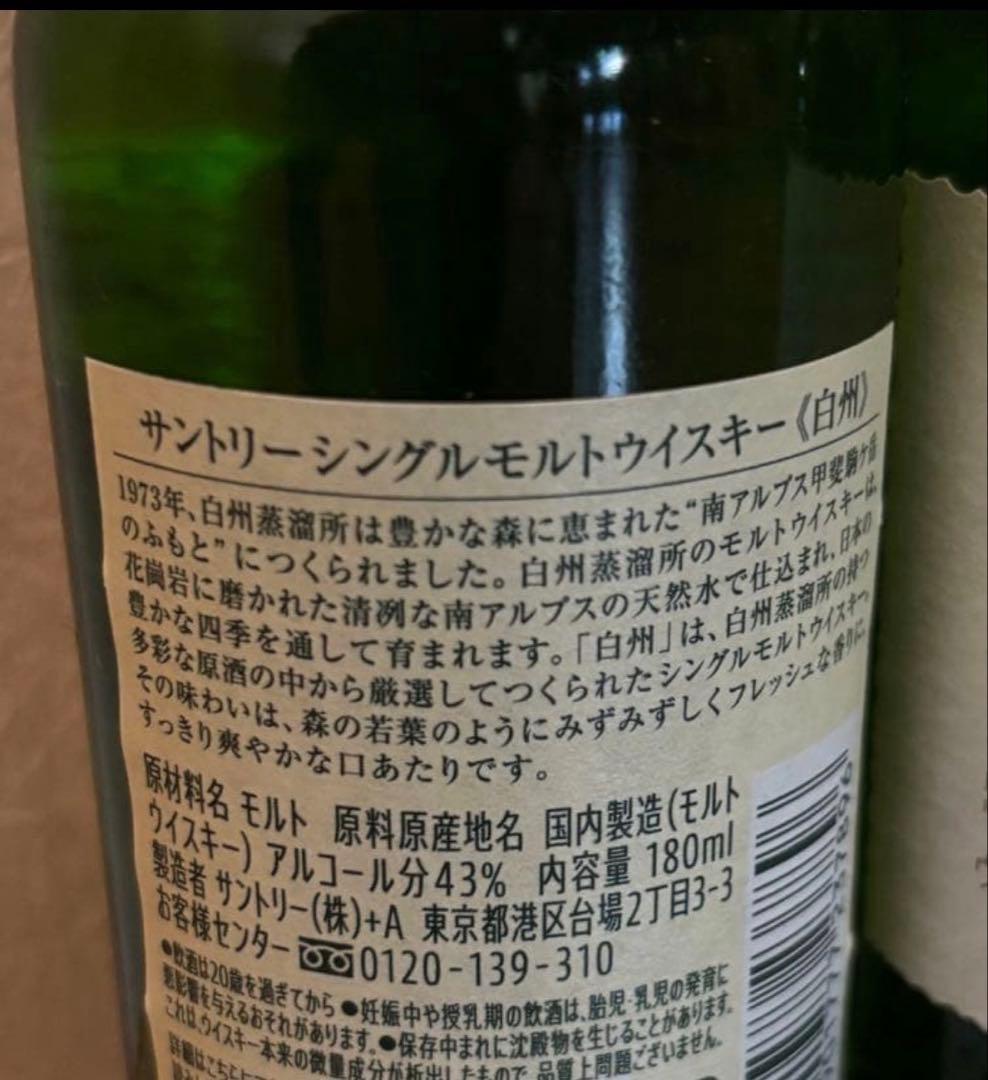 サントリーシングルモルトウイスキー《白州》
1973年、白州蒸溜所は豊かな森に恵まれた“南アルプス甲斐駒ケ岳
のふもと”につくられました。白州蒸溜所のモルトウイスキーは、
花崗岩に磨かれた清冽な南アルプスの天然水で仕込まれ、日本の
豊かな四季を通して育まれます。「白州」は、白州蒸溜所の持つ
多彩な原酒の中から厳選してつくられたシングルモルトウイスキー。
その味わいは、森の若葉のようにみずみずしくフレッシュな香りに、
すっきり爽やかな口あたりです。
原材料名 モルト 原料原産地名 国内製造(モルト
ウイスキー) アルコール分43% 内容量 180ml
製造者 サントリー(株)+A 東京都港区台場2丁目3-3
お客様センター 0120-139-310
●飲酒は20歳を過ぎてから ●妊娠中や授乳期の飲酒は、胎児・乳児の発育に
悪影響を与えるおそれがあります。●保存中まれに沈殿物を生じることがあります。
これは、ウイスキー本来の微量成分が析出したもので、品質上問題ございません。
詳細はこちらに